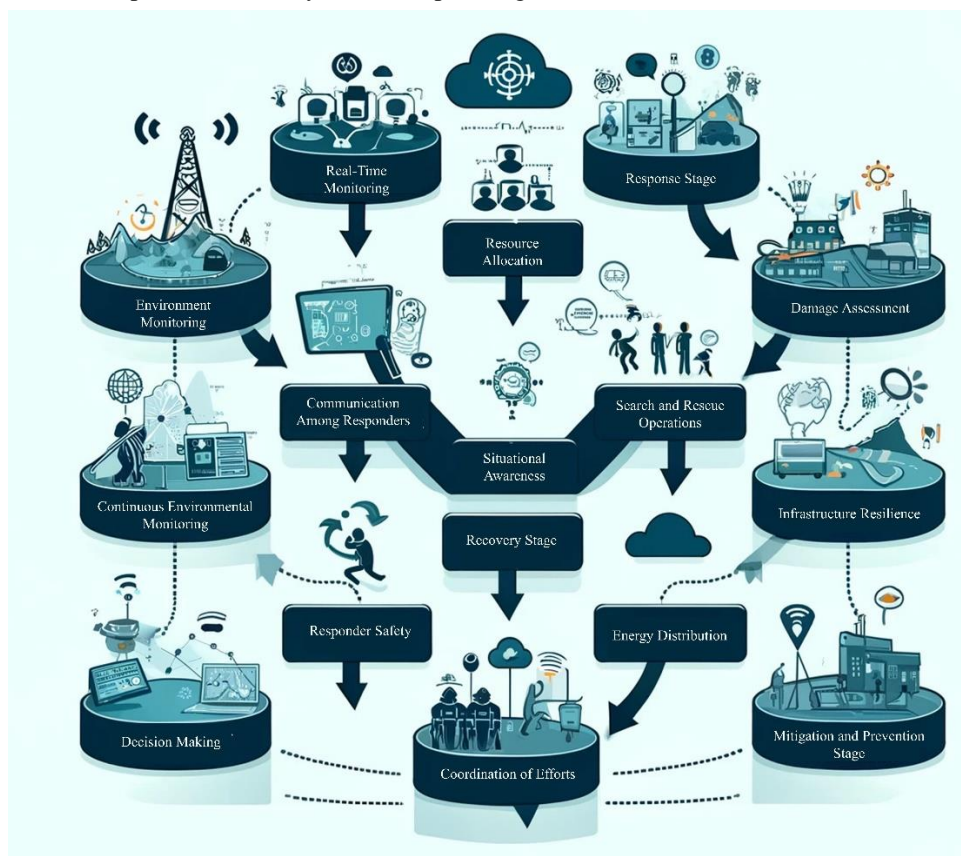 Real-Time
Monitoring
Response Stage
Resource
Allocation
Environment
Monitoring
Damage Assessment
Communication
Among Responders
Search and Rescue
Operations
Situational
Awareness
Continuous Environmental
Monitoring
Infrastructure Resilience
Recovery Stage
Responder Safety
Energy Distribution
Decision Making
Mitigation and Prevention
Stage
Coordination of Efforts